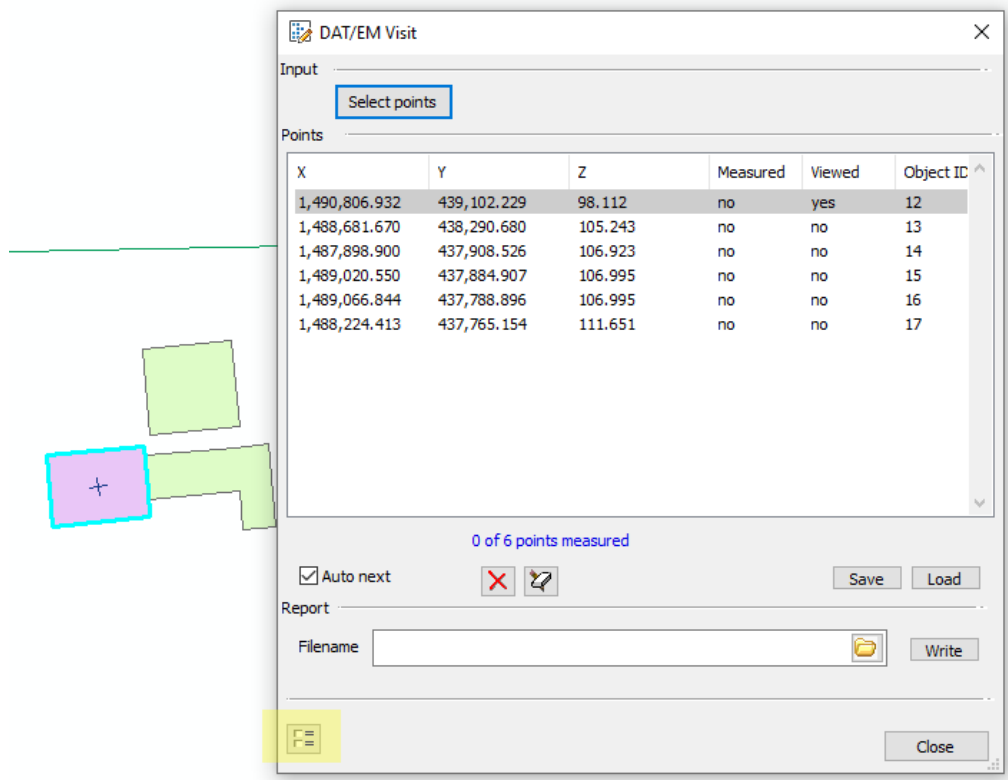 DAT/EM Visit
Input
Select points
Points
X Y Z Measured Viewed Object ID
1,490,806.932 439,102.229 98.112 no yes 12
1,488,681.670 438,290.680 105.243 no no 13
1,487,898.900 437,908.526 106.923 no no 14
1,489,020.550 437,884.907 106.995 no no 15
1,489,066.844 437,788.896 106.995 no no 16
1,488,224.413 437,765.154 111.651 no no 17
0 of 6 points measured
Auto next Save Load
Report
Filename Write
Close